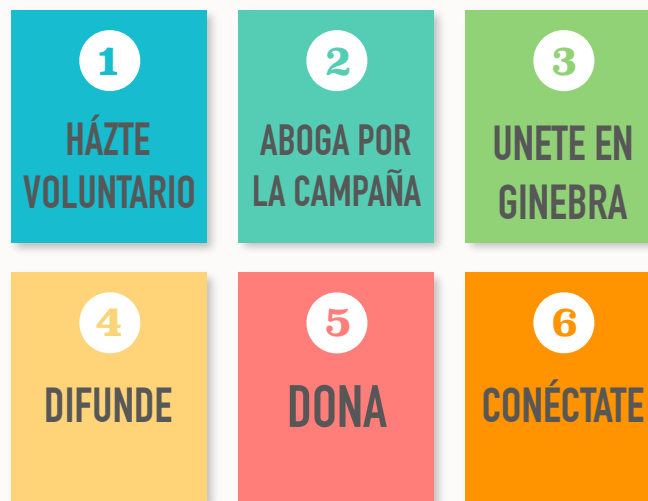 1
HÁZTE
VOLUNTARIO
2
ABOGA POR
LA CAMPAÑA
3
UNETE EN
GINEBRA
4
DIFUNDE
5
DONA
6
CONÉCTATE